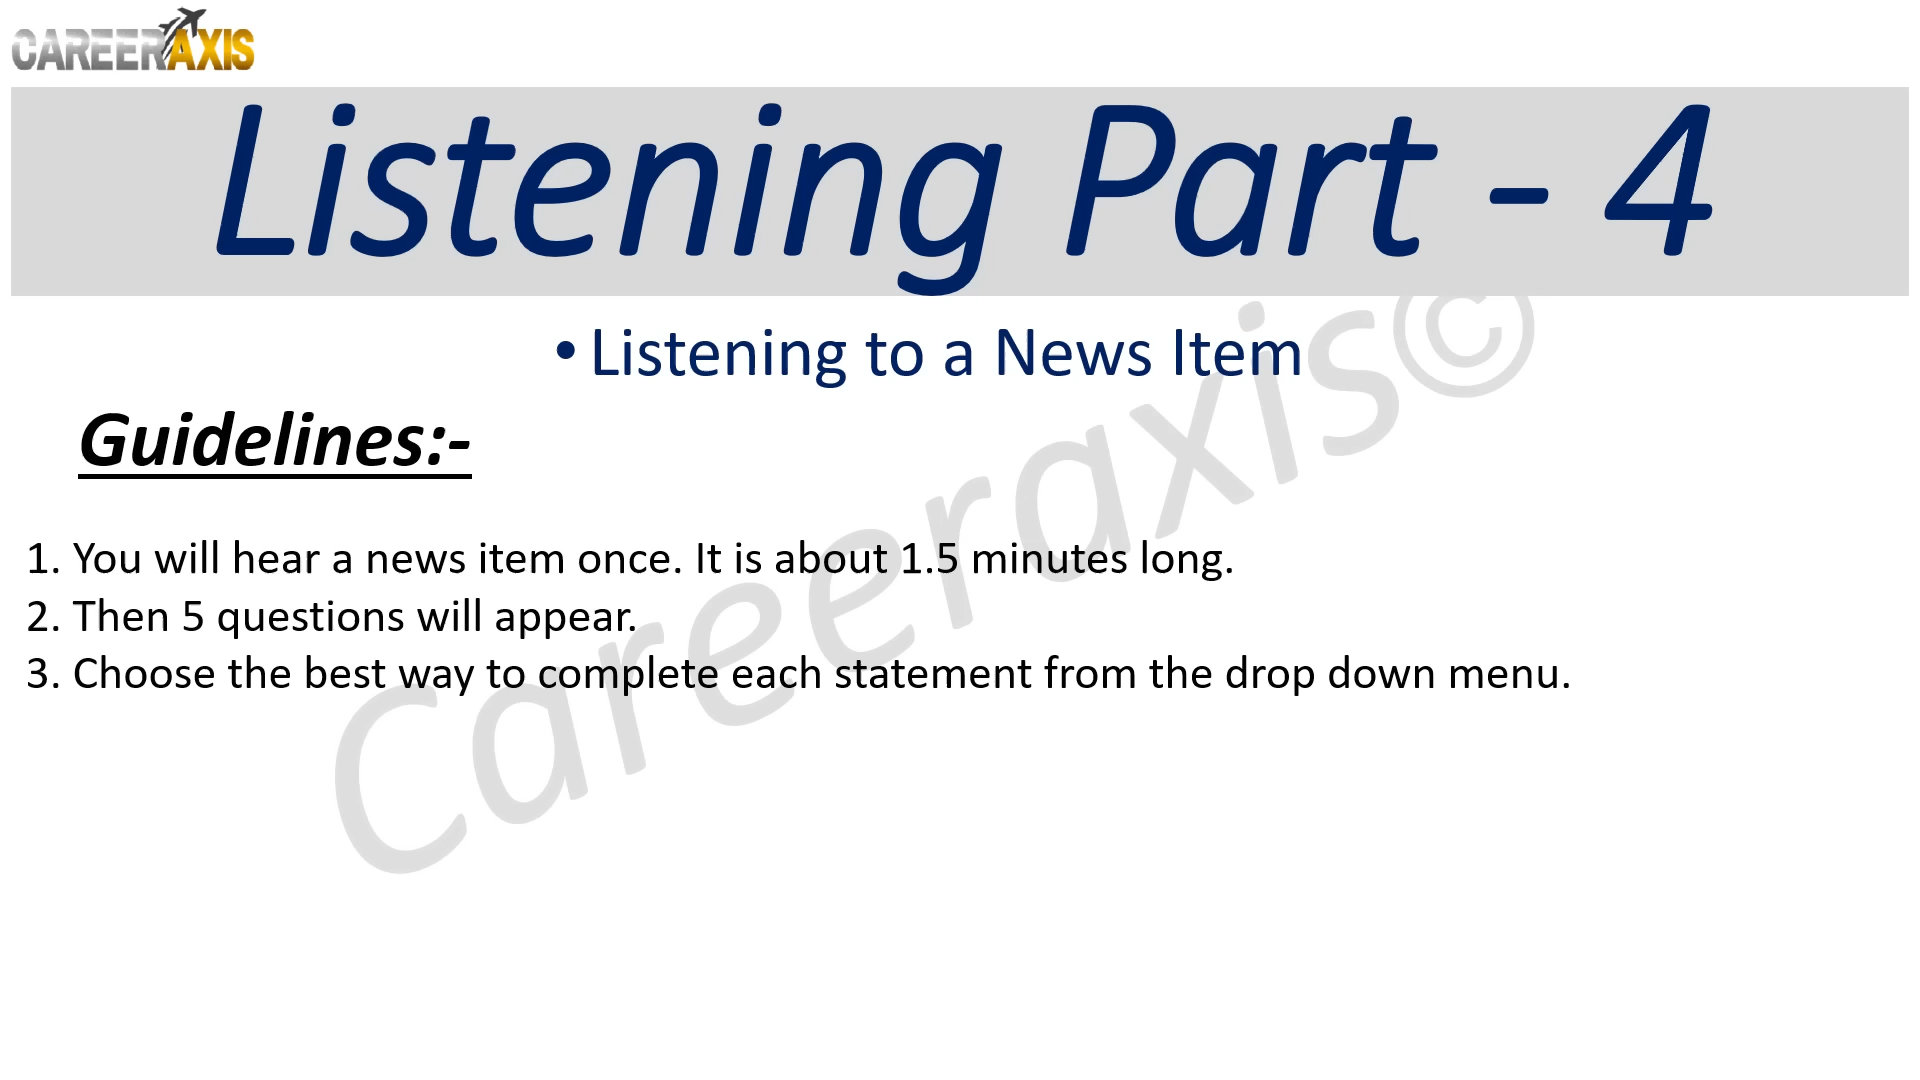 CAREERAXIS
Listening Part - 4
• Listening to a News Item
Guidelines:-
1. You will hear a news item once. It is about 1.5 minutes long.
2. Then 5 questions will appear.
3. Choose the best way to complete each statement from the drop down menu.
Careeraxis©